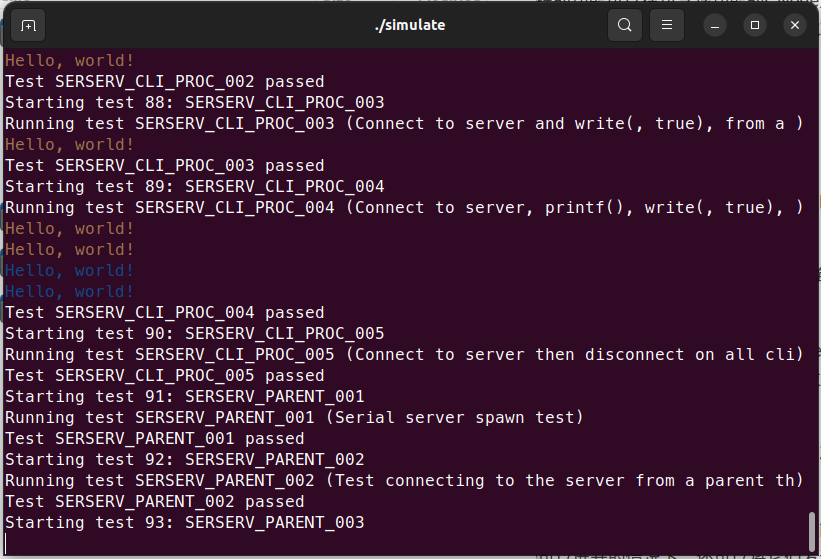 ./simulate
Hello, world!
Test SERSERV_CLI_PROC_002 passed
Starting test 88: SERSERV_CLI_PROC_003
Running test SERSERV_CLI_PROC_003 (Connect to server and write(, true), from a )
Hello, world!
Test SERSERV_CLI_PROC_003 passed
Starting test 89: SERSERV_CLI_PROC_004
Running test SERSERV_CLI_PROC_004 (Connect to server, printf(), write(, true), )
Hello, world!
Hello, world!
Hello, world!
Hello, world!
Test SERSERV_CLI_PROC_004 passed
Starting test 90: SERSERV_CLI_PROC_005
Running test SERSERV_CLI_PROC_005 (Connect to server then disconnect on all cli)
Test SERSERV_CLI_PROC_005 passed
Starting test 91: SERSERV_PARENT_001
Running test SERSERV_PARENT_001 (Serial server spawn test)
Test SERSERV_PARENT_001 passed
Starting test 92: SERSERV_PARENT_002
Running test SERSERV_PARENT_002 (Test connecting to the server from a parent th)
Test SERSERV_PARENT_002 passed
Starting test 93: SERSERV_PARENT_003